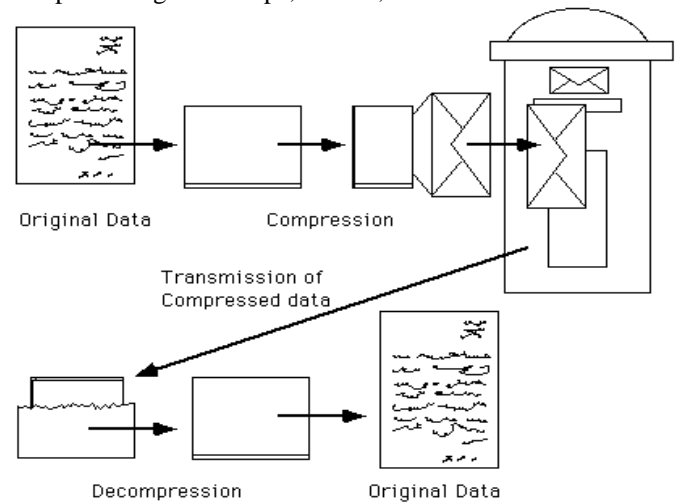 Original Data
Compression
Transmission of
Compressed data
Decompression
Original Data